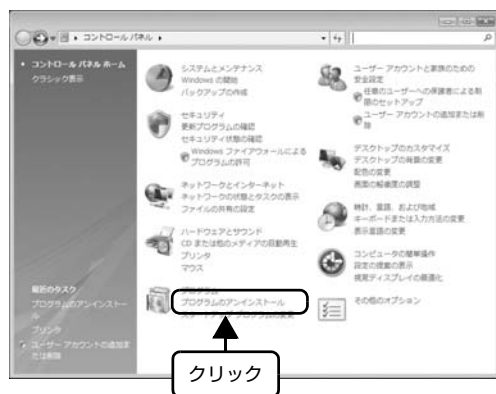 コントロール パネル
コントロール パネル ホーム
クラシック表示
システムとメンテナンス
Windows の開始
バックアップの作成
セキュリティ
更新プログラムの確認
セキュリティ状態の確認
Windows ファイアウォールによる
プログラムの許可
ネットワークとインターネット
ネットワークの状態とタスクの表示
ファイルの共有の設定
ハードウェアとサウンド
CD または他のメディアの自動再生
プリンタ
マウス
プログラム
プログラムのアンインストール
スタートアップ プログラムの変更
ユーザー アカウントと家族のための
安全設定
任意のユーザーへの保護者による制
限のセットアップ
ユーザー アカウントの追加または削
除
デスクトップのカスタマイズ
デスクトップの背景の変更
配色の変更
画面の解像度の調整
時計、言語、および地域
キーボードまたは入力方法の変更
表示言語の変更
コンピュータの簡単操作
設定の提案の表示
視覚ディスプレイの最適化
その他のオプション
最近のタスク
プログラムのアンインストー
ル
プリンタ
ユーザー アカウントの追加ま
たは削除
クリック